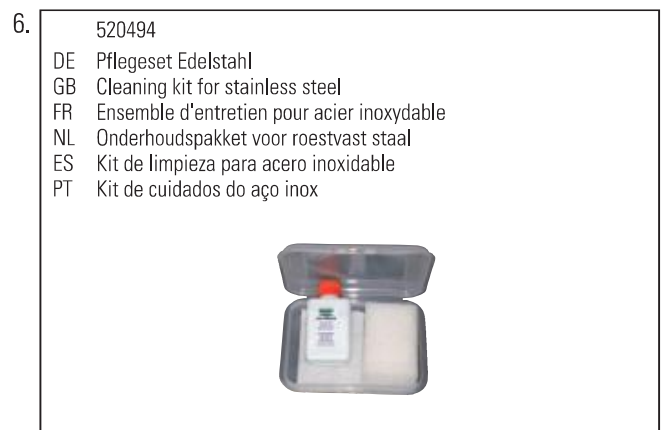 6.
520494
DE Pflegeset Edelstahl
GB Cleaning kit for stainless steel
FR Ensemble d'entretien pour acier inoxydable
NL Onderhoudspakket voor roestvast staal
ES Kit de limpieza para acero inoxidable
PT Kit de cuidados do aço inox